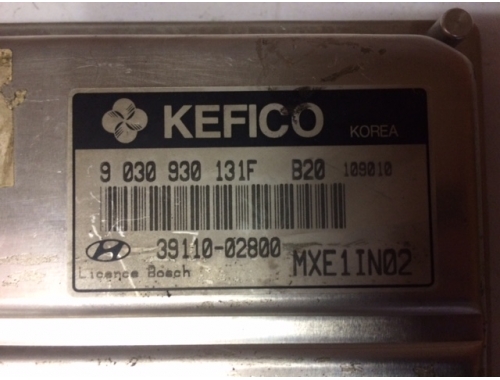 KEFICO KOREA
9 030 930 131F B20 109010
39110-02800
Licence Bosch MXE1IN02